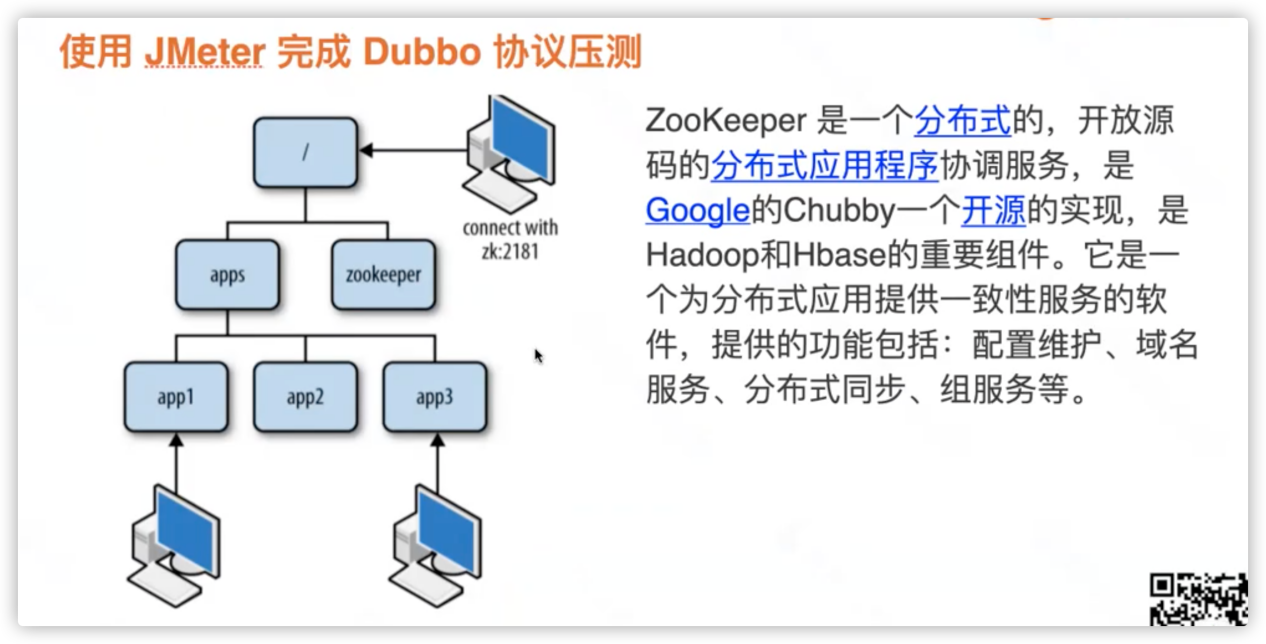 使用 JMeter 完成 Dubbo 协议压测
/
connect with
zk:2181
apps
zookeeper
app1
app2
app3
ZooKeeper 是一个分布式的，开放源
码的分布式应用程序协调服务，是
Google的Chubby一个开源的实现，是
Hadoop和Hbase的重要组件。它是一
个为分布式应用提供一致性服务的软
件，提供的功能包括：配置维护、域名
服务、分布式同步、组服务等。